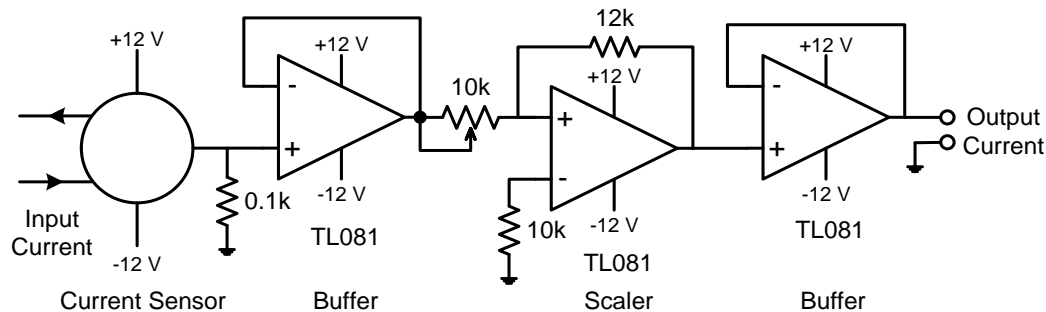 +12 V
Input
Current
-12 V
Current Sensor
0.1k
-
+
+12 V
-12 V
TL081
Buffer
10k
12k
+
-
+12 V
-12 V
10k
TL081
Scaler
-
+
+12 V
-12 V
TL081
Buffer
Output
Current